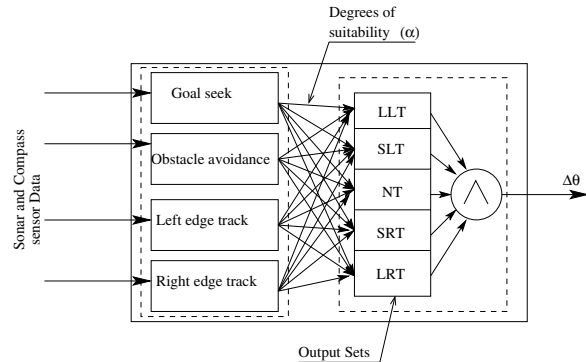 Degrees of
suitability (α)
Goal seek
Obstacle avoidance
Left edge track
Right edge track
Sonar and Compass
sensor Data
LLT
SLT
NT
SRT
LRT
Δθ
Output Sets